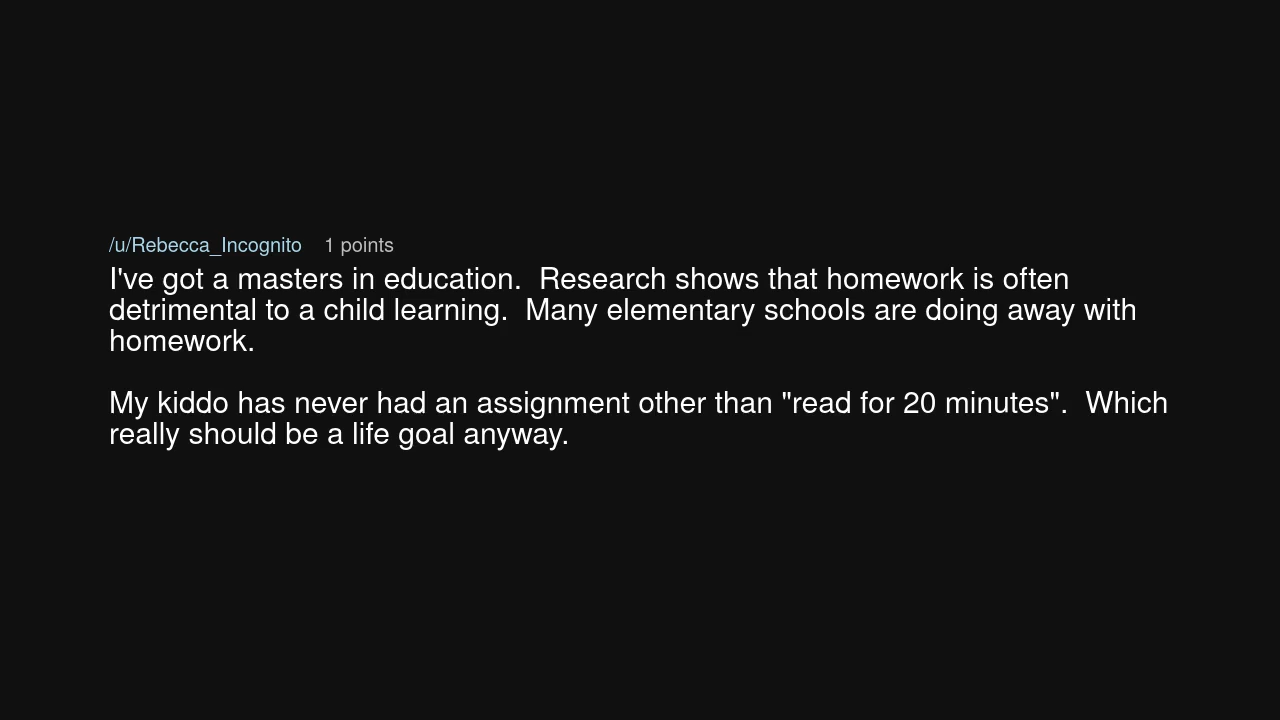 /u/Rebecca_Incognito 1 points
I've got a masters in education.  Research shows that homework is often
detrimental to a child learning.  Many elementary schools are doing away with
homework.
My kiddo has never had an assignment other than "read for 20 minutes".  Which
really should be a life goal anyway.